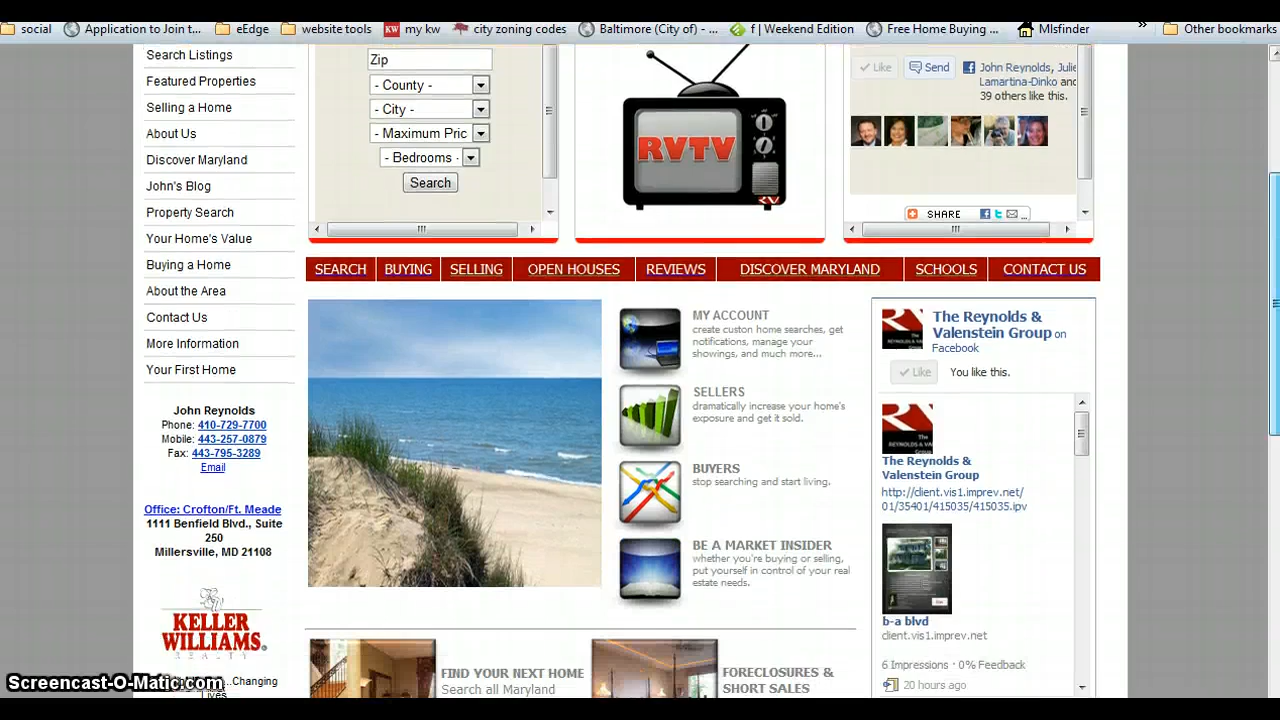 social
Application to Join t...
eEdge
website tools
KW
my kw
city zoning codes
Baltimore (City of) - ...
f | Weekend Edition
Free Home Buying ...
Mlsfinder
»
Other bookmarks
Search Listings
Featured Properties
Selling a Home
About Us
Discover Maryland
John's Blog
Property Search
Your Home's Value
Buying a Home
About the Area
Contact Us
More Information
Your First Home
John Reynolds
Phone: 410-729-7700
Mobile: 443-257-0879
Fax: 443-795-3289
Email
Office: Crofton/Ft. Meade
1111 Benfield Blvd., Suite
250
Millersville, MD 21108
KELLER
WILLIAMS®
REALTY
...Changing
Lives
Zip
- County -
- City -
- Maximum Pric
- Bedrooms -
Search
RVTV
RV
Like
Send
John Reynolds, Julie
Lamartina-Dinko and
39 others like this.
SHARE
...
SEARCH
BUYING
SELLING
OPEN HOUSES
REVIEWS
DISCOVER MARYLAND
SCHOOLS
CONTACT US
MY ACCOUNT
create custon home searches, get
notifications, manage your
showings, and much more...
SELLERS
dramatically increase your home's
exposure and get it sold.
BUYERS
stop searching and start living.
BE A MARKET INSIDER
whether you're buying or selling,
put yourself in control of your real
estate needs.
FIND YOUR NEXT HOME
Search all Maryland
FORECLOSURES &
SHORT SALES
The Reynolds &
Valenstein Group on
Facebook
Like
You like this.
The Reynolds &
Valenstein Group
http://client.vis1.imprev.net/
01/35401/415035/415035.ipv
b-a blvd
client.vis1.imprev.net
6 Impressions · 0% Feedback
20 hours ago
Screencast-O-Matic.com